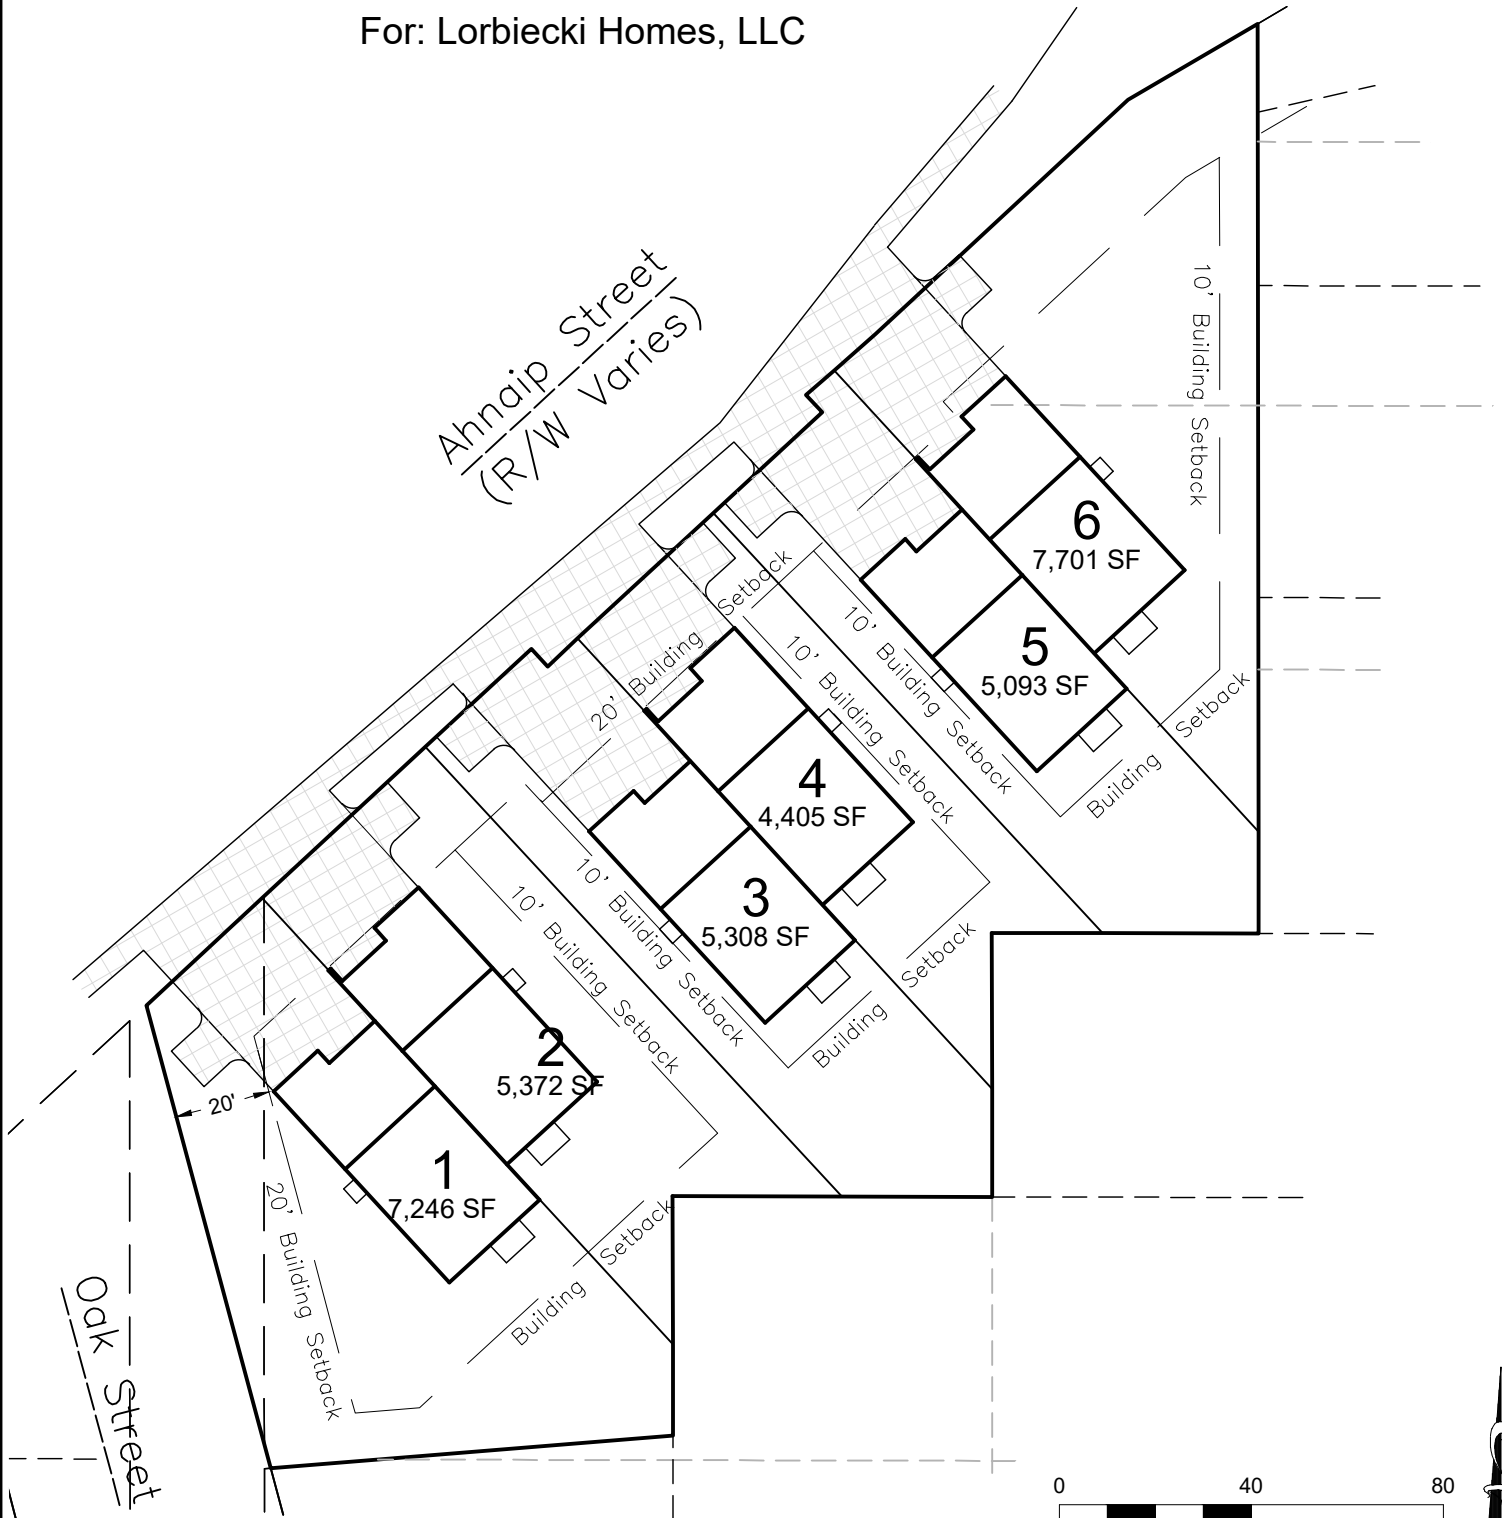 For: Lorbiecki Homes, LLC
Ahnaip Street
(R/W Varies)
10' Building Setback
6
7,701 SF
5
5,093 SF
20' Building Setback
10' Building Setback
10' Building Setback
Building Setback
4
4,405 SF
3
5,308 SF
10' Building Setback
10' Building Setback
Building Setback
2
5,372 SF
20'
1
7,246 SF
20' Building Setback
Building Setback
Oak Street
0 40 80